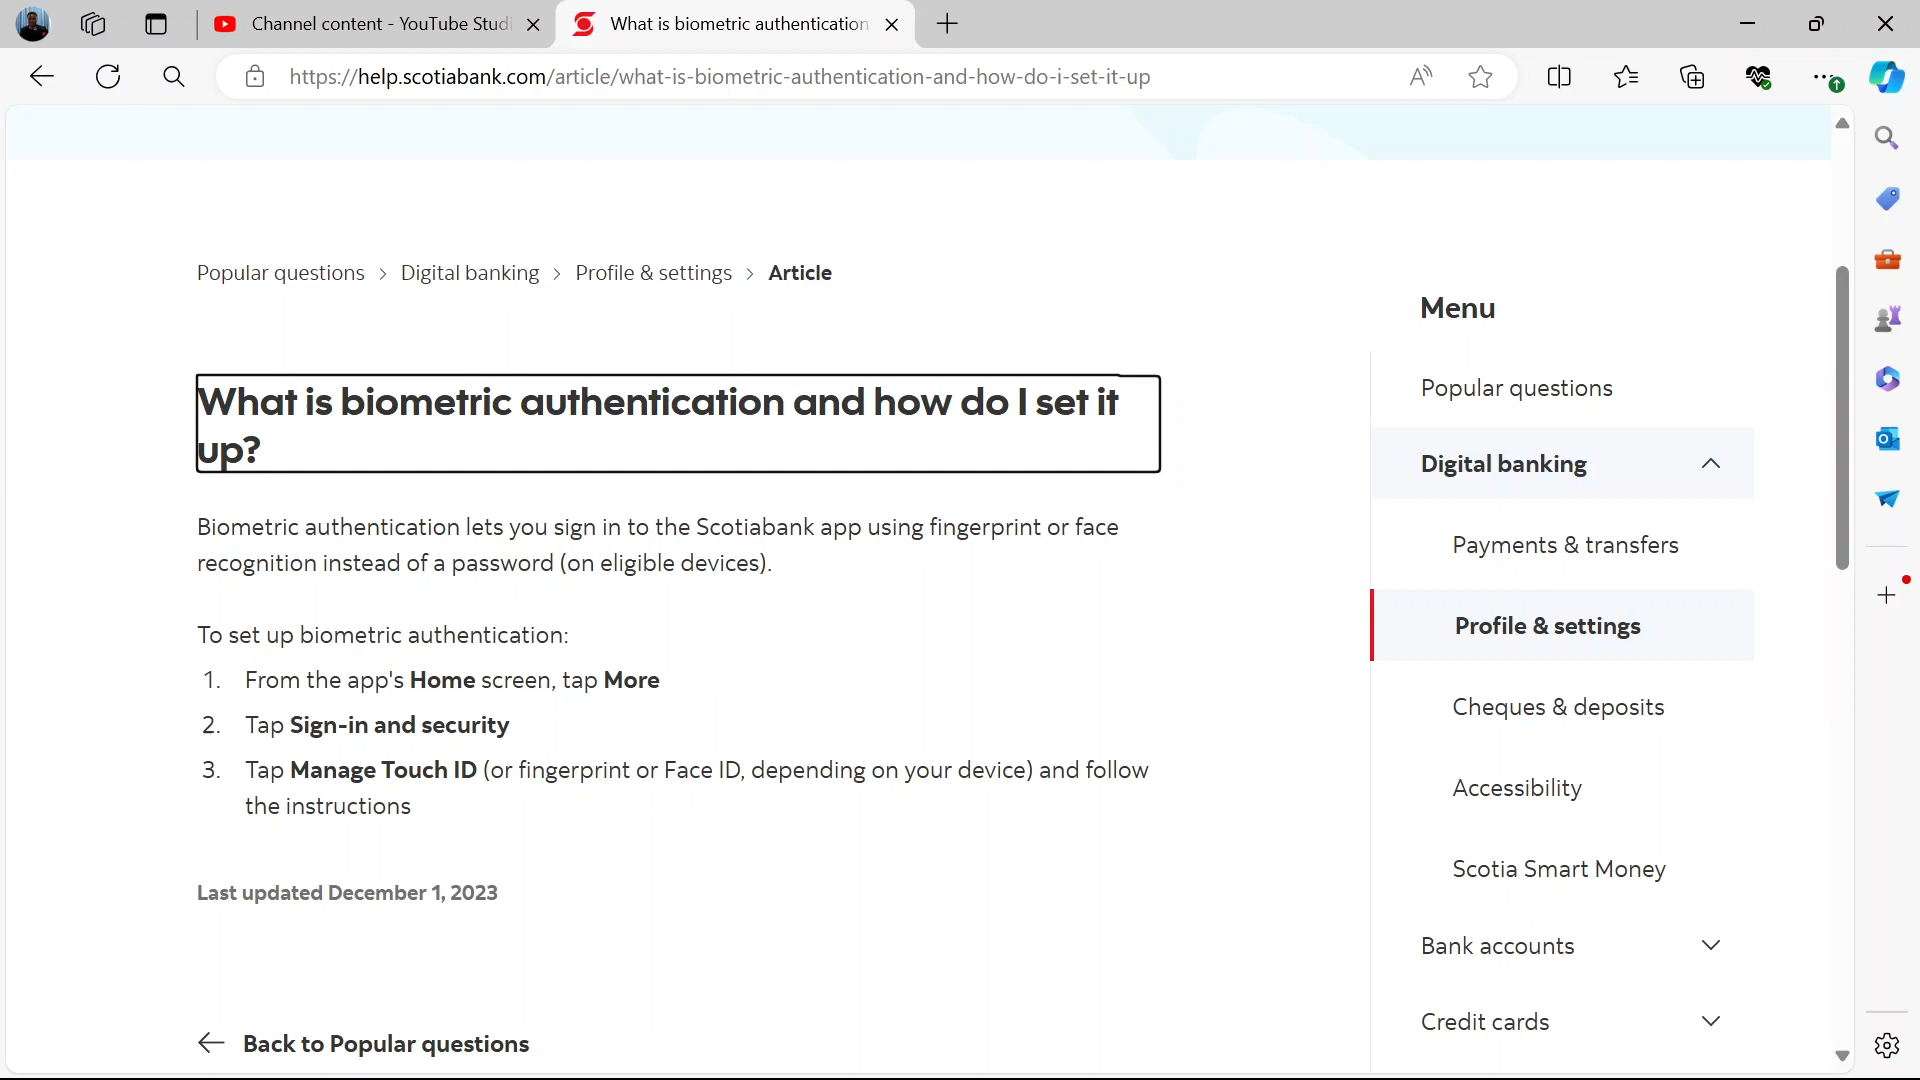 Channel content - YouTube Studi
What is biometric authentication
https://help.scotiabank.com/article/what-is-biometric-authentication-and-how-do-i-set-it-up
Popular questions > Digital banking > Profile & settings > Article
What is biometric authentication and how do I set it
up?
Biometric authentication lets you sign in to the Scotiabank app using fingerprint or face
recognition instead of a password (on eligible devices).
To set up biometric authentication:
1. From the app's Home screen, tap More
2. Tap Sign-in and security
3. Tap Manage Touch ID (or fingerprint or Face ID, depending on your device) and follow
the instructions
Last updated December 1, 2023
Back to Popular questions
Menu
Popular questions
Digital banking
Payments & transfers
Profile & settings
Cheques & deposits
Accessibility
Scotia Smart Money
Bank accounts
Credit cards